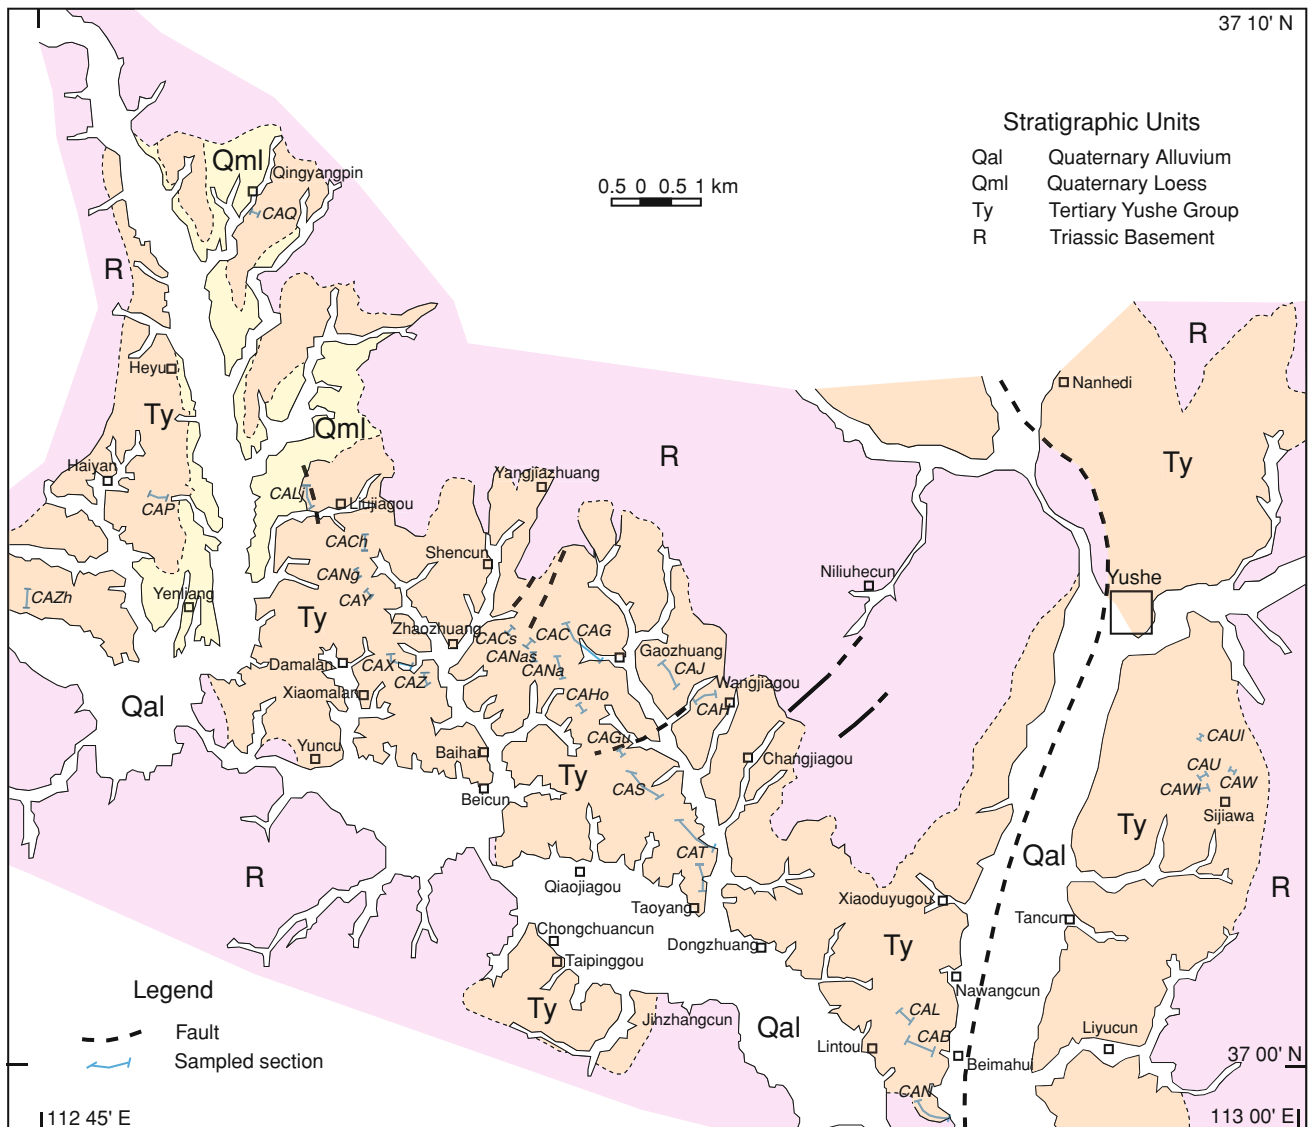 37 10' N
Stratigraphic Units
Qal Quaternary Alluvium
Qml Quaternary Loess
Ty Tertiary Yushe Group
R Triassic Basement
0.5 0 0.5 1 km
Qml
Qingyangpin
CAQ
R
R
Heyu
Nanhedi
Ty
Qml
R
Ty
Haiyan
Yangjiazhuang
CALj
Liujiagou
CAP
CACh
Shencun
CANg
Niliuhecun
Yushe
CAZh
Yenliang
CAY
Ty
Zhaozhuang
CACs
CAC
CAG
CANas
Gaozhuang
Damalan
CAX
CANa
CAJ
CAZ
Wangjiagou
Xiaomalan
CAHo
CAH
Qal
CAGu
CAUl
Yuncu
Baihai
Changjiagou
CAU
Ty
CAW
CAWl
CAS
Beicun
Sijiawa
Ty
CAT
Qal
R
Qiaojiagou
R
Xiaoduyugou
Taoyang
Tancun
Chongchuancun
Dongzhuang
Ty
Taipinggou
Legend
Nawangcun
Ty
CAL
Jinzhangcun
Qal
Fault
Liyucun
CAB
Lintou
Sampled section
Beimahui
37 00' N
CAN
112 45' E
113 00' E